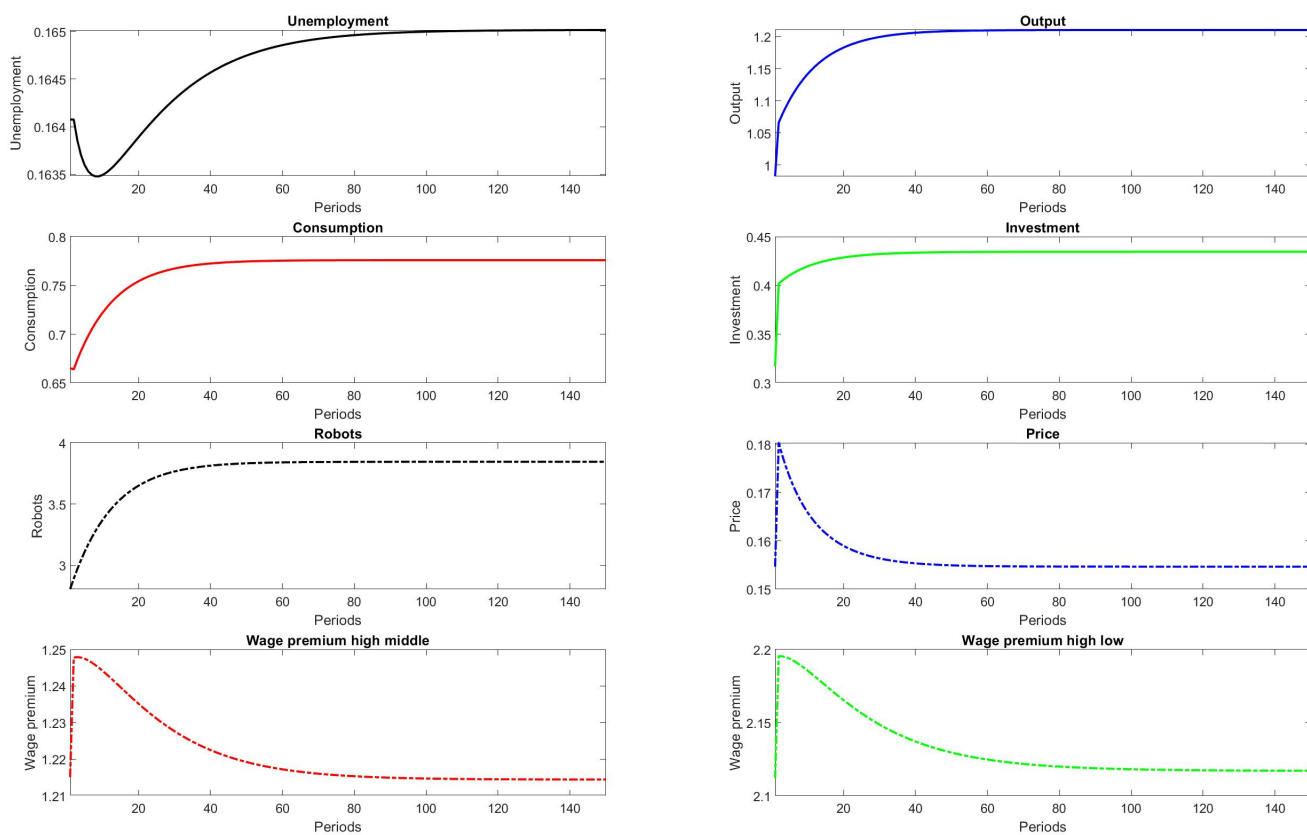 Unemployment
Unemployment
0.165
0.1645
0.164
0.1635
20 40 60 80 100 120 140
Periods
Output
Output
1.2
1.15
1.1
1.05
1
20 40 60 80 100 120 140
Periods
Consumption
Consumption
0.8
0.75
0.7
0.65
20 40 60 80 100 120 140
Periods
Investment
Investment
0.45
0.4
0.35
0.3
20 40 60 80 100 120 140
Periods
Robots
Robots
4
3.5
3
20 40 60 80 100 120 140
Periods
Price
Price
0.18
0.17
0.16
0.15
20 40 60 80 100 120 140
Periods
Wage premium high middle
Wage premium
1.25
1.24
1.23
1.22
1.21
20 40 60 80 100 120 140
Periods
Wage premium high low
Wage premium
2.2
2.15
2.1
20 40 60 80 100 120 140
Periods